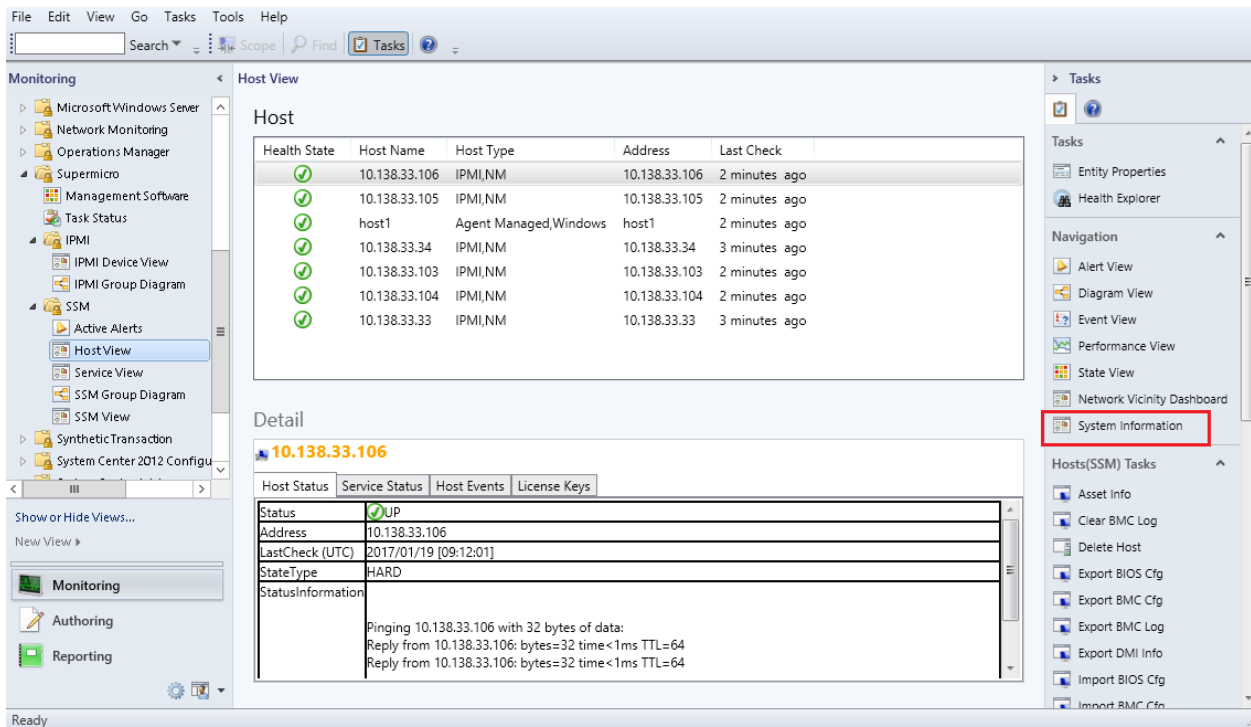 File Edit View Go Tasks Tools Help
Search Scope Find Tasks
Monitoring
Microsoft Windows Server
Network Monitoring
Operations Manager
Supermicro
Management Software
Task Status
IPMI
IPMI Device View
IPMI Group Diagram
SSM
Active Alerts
Host View
Service View
SSM Group Diagram
SSM View
Synthetic Transaction
System Center 2012 Configu
Show or Hide Views...
New View
Monitoring
Authoring
Reporting
Host View
Host
Health State Host Name Host Type Address Last Check
10.138.33.106 IPMI,NM 10.138.33.106 2 minutes ago
10.138.33.105 IPMI,NM 10.138.33.105 2 minutes ago
host1 Agent Managed,Windows host1 2 minutes ago
10.138.33.34 IPMI,NM 10.138.33.34 3 minutes ago
10.138.33.103 IPMI,NM 10.138.33.103 2 minutes ago
10.138.33.104 IPMI,NM 10.138.33.104 2 minutes ago
10.138.33.33 IPMI,NM 10.138.33.33 3 minutes ago
Detail
10.138.33.106
Host Status Service Status Host Events License Keys
Status UP
Address 10.138.33.106
LastCheck (UTC) 2017/01/19 [09:12:01]
StateType HARD
StatusInformation
Pinging 10.138.33.106 with 32 bytes of data:
Reply from 10.138.33.106: bytes=32 time<1ms TTL=64
Reply from 10.138.33.106: bytes=32 time<1ms TTL=64
Tasks
Tasks
Entity Properties
Health Explorer
Navigation
Alert View
Diagram View
Event View
Performance View
State View
Network Vicinity Dashboard
System Information
Hosts(SSM) Tasks
Asset Info
Clear BMC Log
Delete Host
Export BIOS Cfg
Export BMC Cfg
Export BMC Log
Export DMI Info
Import BIOS Cfg
Import BMC Cfg
Ready